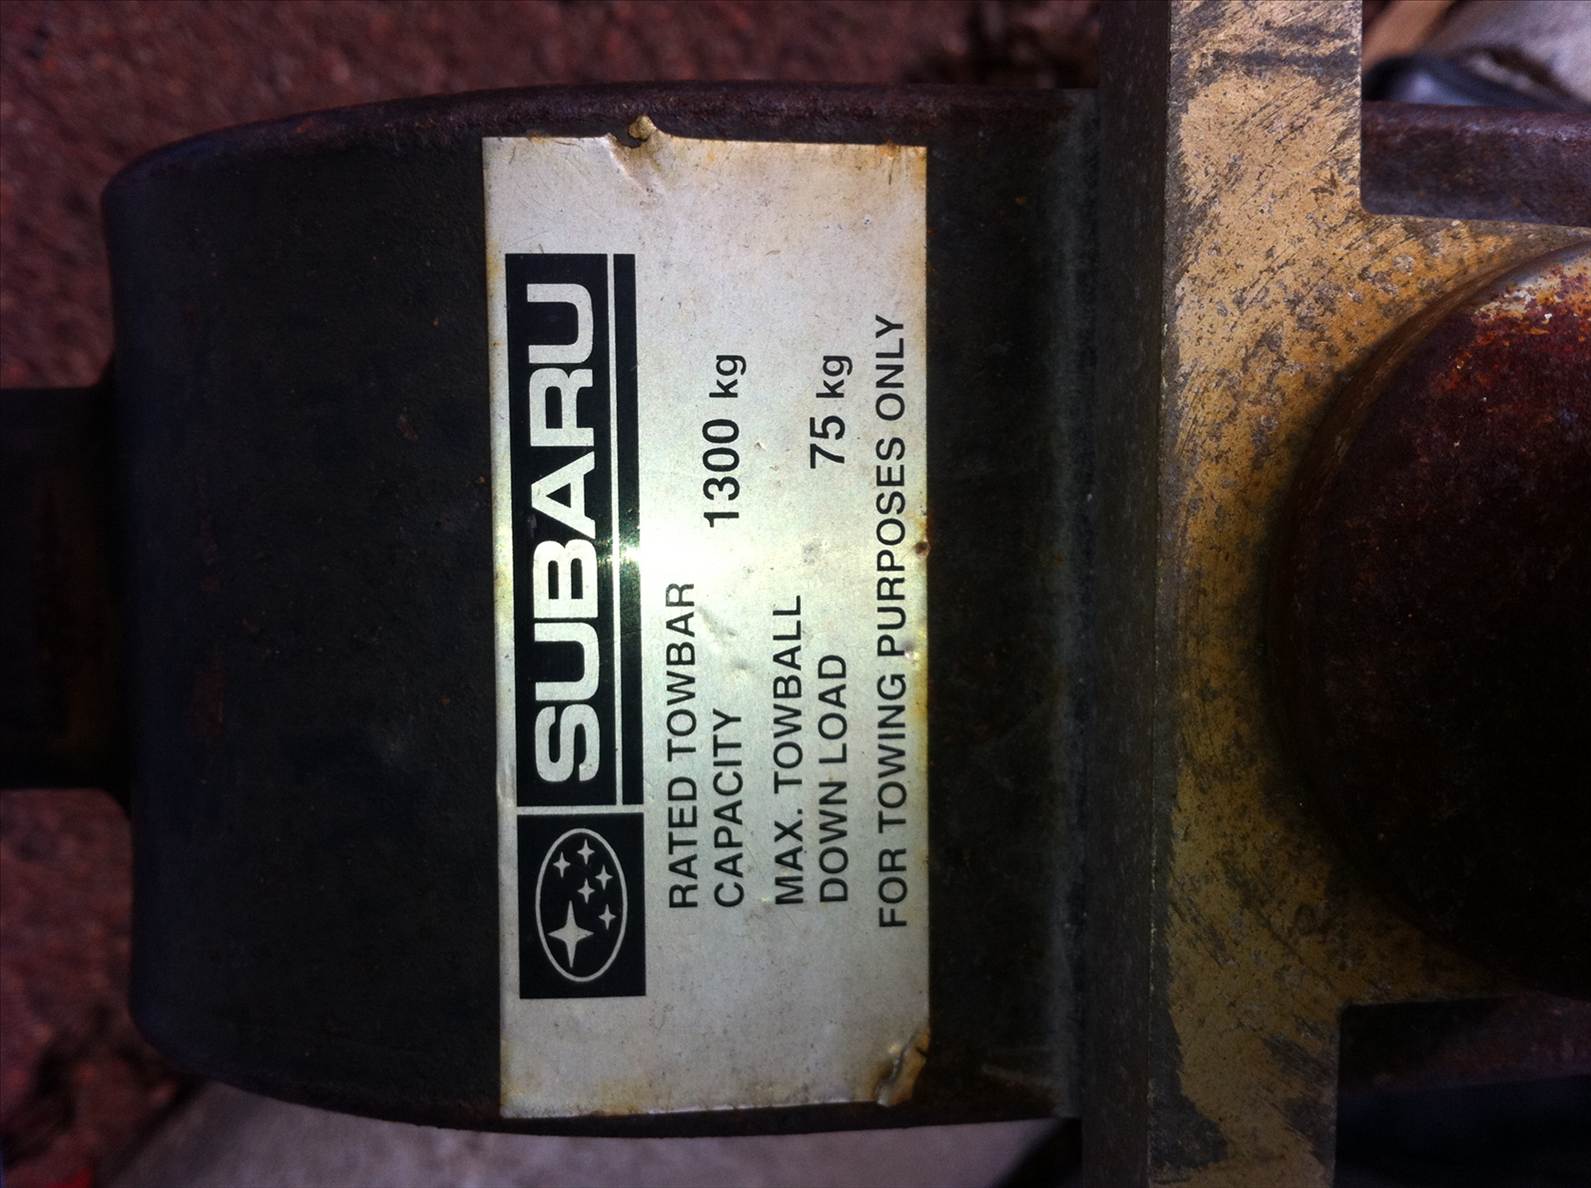 SUBARU
RATED TOWBAR
CAPACITY 1300 kg
MAX. TOWBALL
DOWN LOAD 75 kg
FOR TOWING PURPOSES ONLY